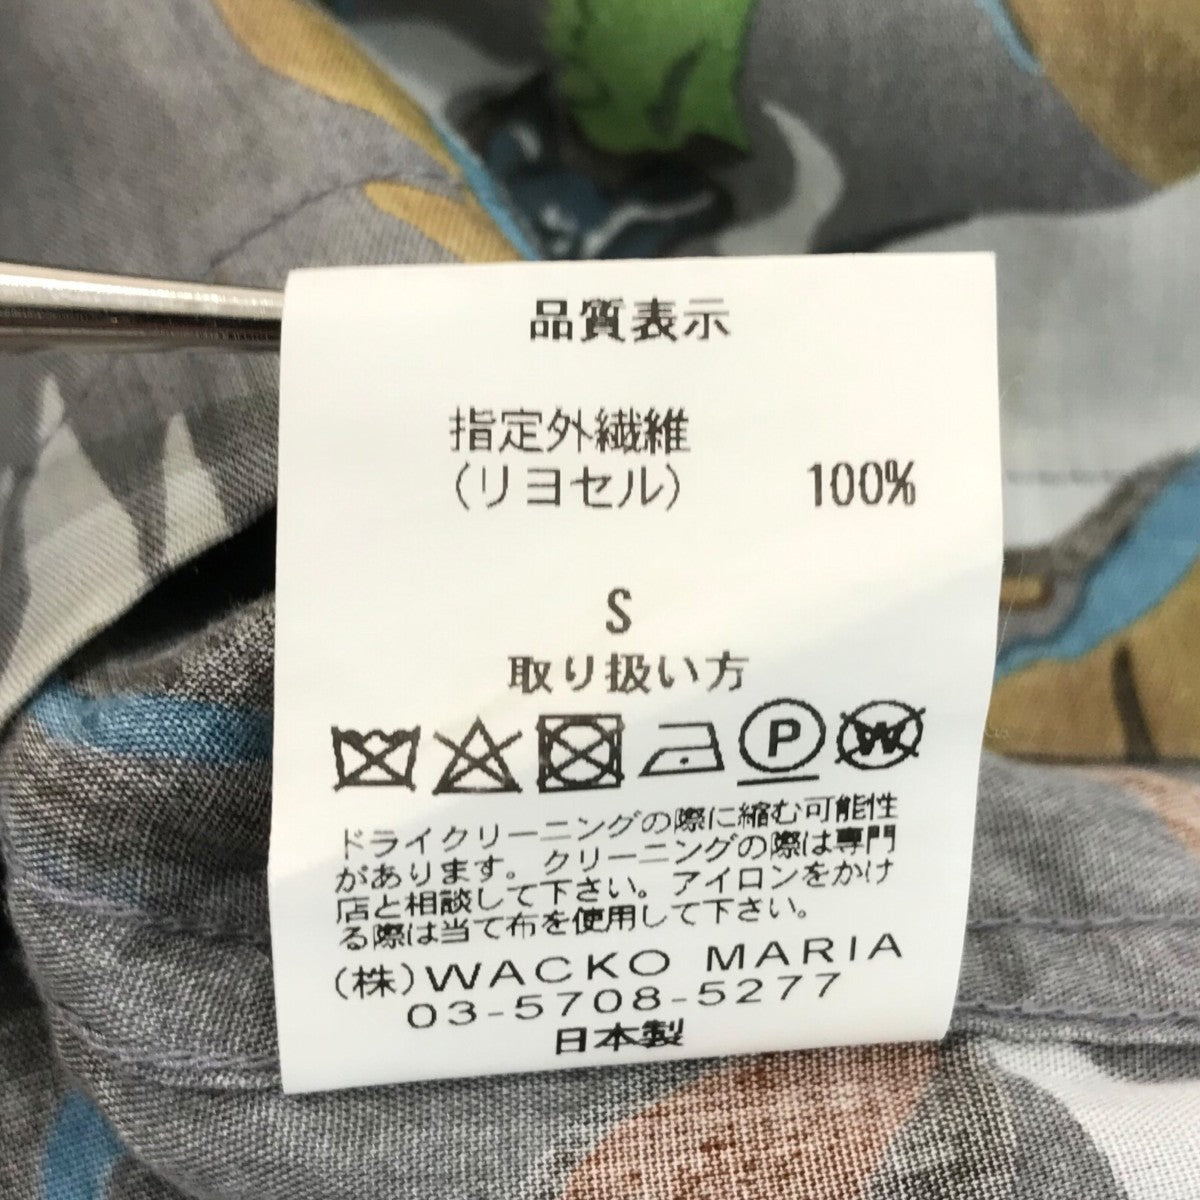 品質表示
指定外繊維
(リヨセル) 100%
S
取り扱い方
P W
ドライクリーニングの際に縮む可能性
があります。クリーニングの際は専門
店と相談して下さい。アイロンをかけ
る際は当て布を使用して下さい。
(株)WACKO MARIA
03-5708-5277
日本製